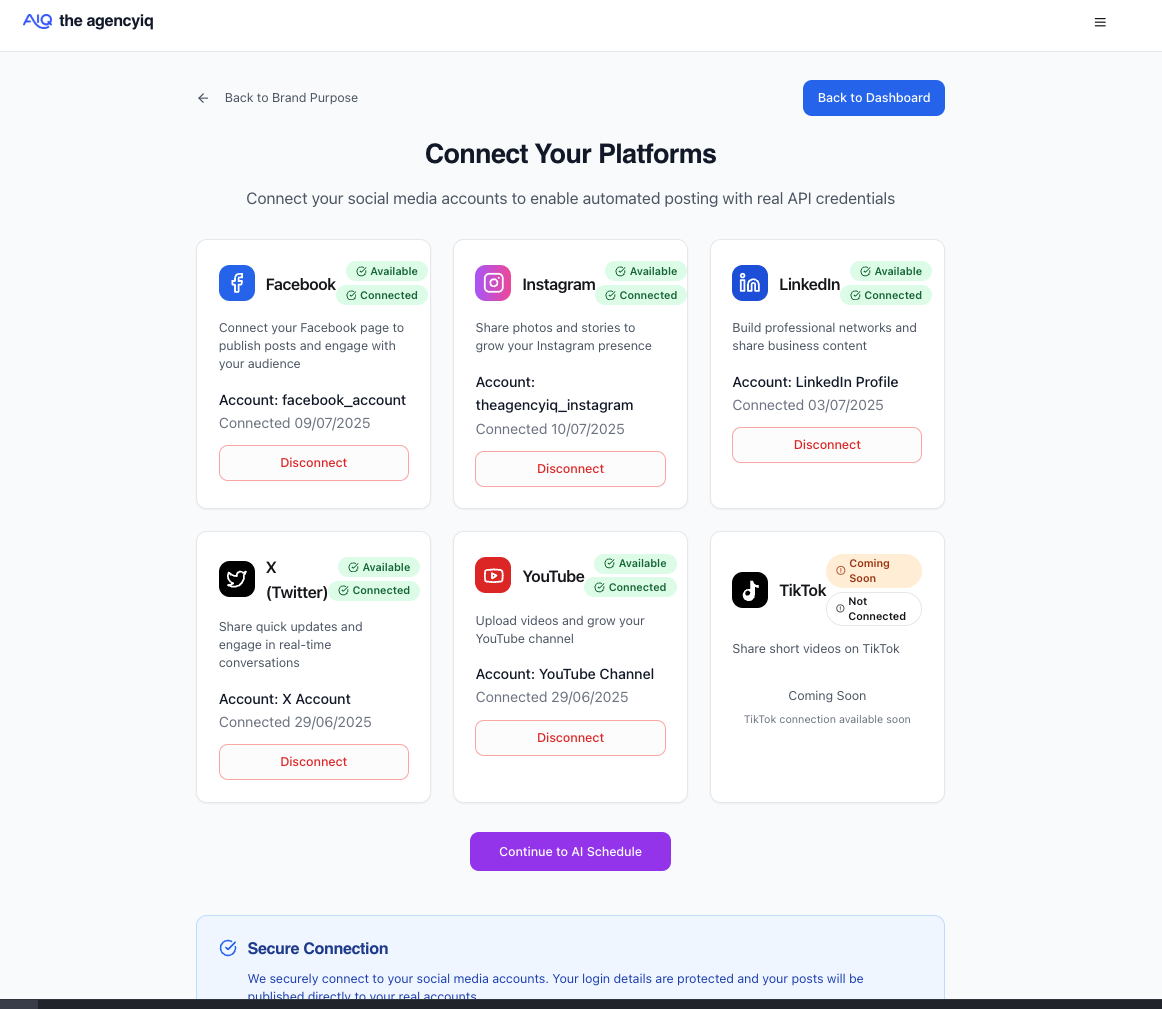 AIQ the agencyiq
Back to Brand Purpose
Back to Dashboard
Connect Your Platforms
Connect your social media accounts to enable automated posting with real API credentials
Facebook
Available
Connected
Connect your Facebook page to
publish posts and engage with
your audience
Account: facebook_account
Connected 09/07/2025
Disconnect
Instagram
Available
Connected
Share photos and stories to
grow your Instagram presence
Account:
theagencyiq_instagram
Connected 10/07/2025
Disconnect
LinkedIn
Available
Connected
Build professional networks and
share business content
Account: LinkedIn Profile
Connected 03/07/2025
Disconnect
X
(Twitter)
Available
Connected
Share quick updates and
engage in real-time
conversations
Account: X Account
Connected 29/06/2025
Disconnect
YouTube
Available
Connected
Upload videos and grow your
YouTube channel
Account: YouTube Channel
Connected 29/06/2025
Disconnect
TikTok
Coming
Soon
Not
Connected
Share short videos on TikTok
Coming Soon
TikTok connection available soon
Continue to AI Schedule
Secure Connection
We securely connect to your social media accounts. Your login details are protected and your posts will be
published directly to your real accounts.